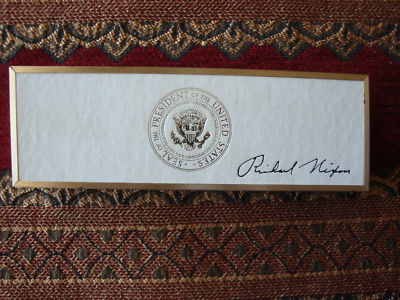 SEAL OF THE PRESIDENT OF THE UNITED STATES
Richard Nixon